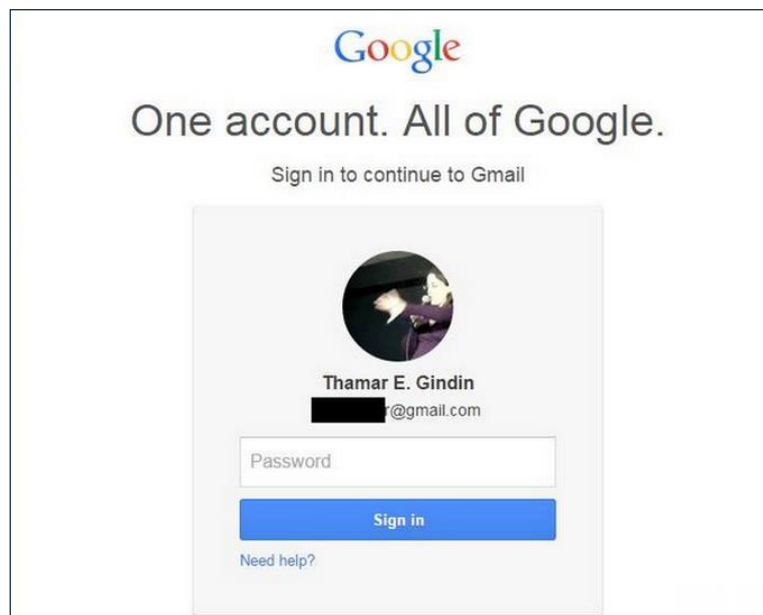 Google
One account. All of Google.
Sign in to continue to Gmail
Thamar E. Gindin
r@gmail.com
Password
Sign in
Need help?